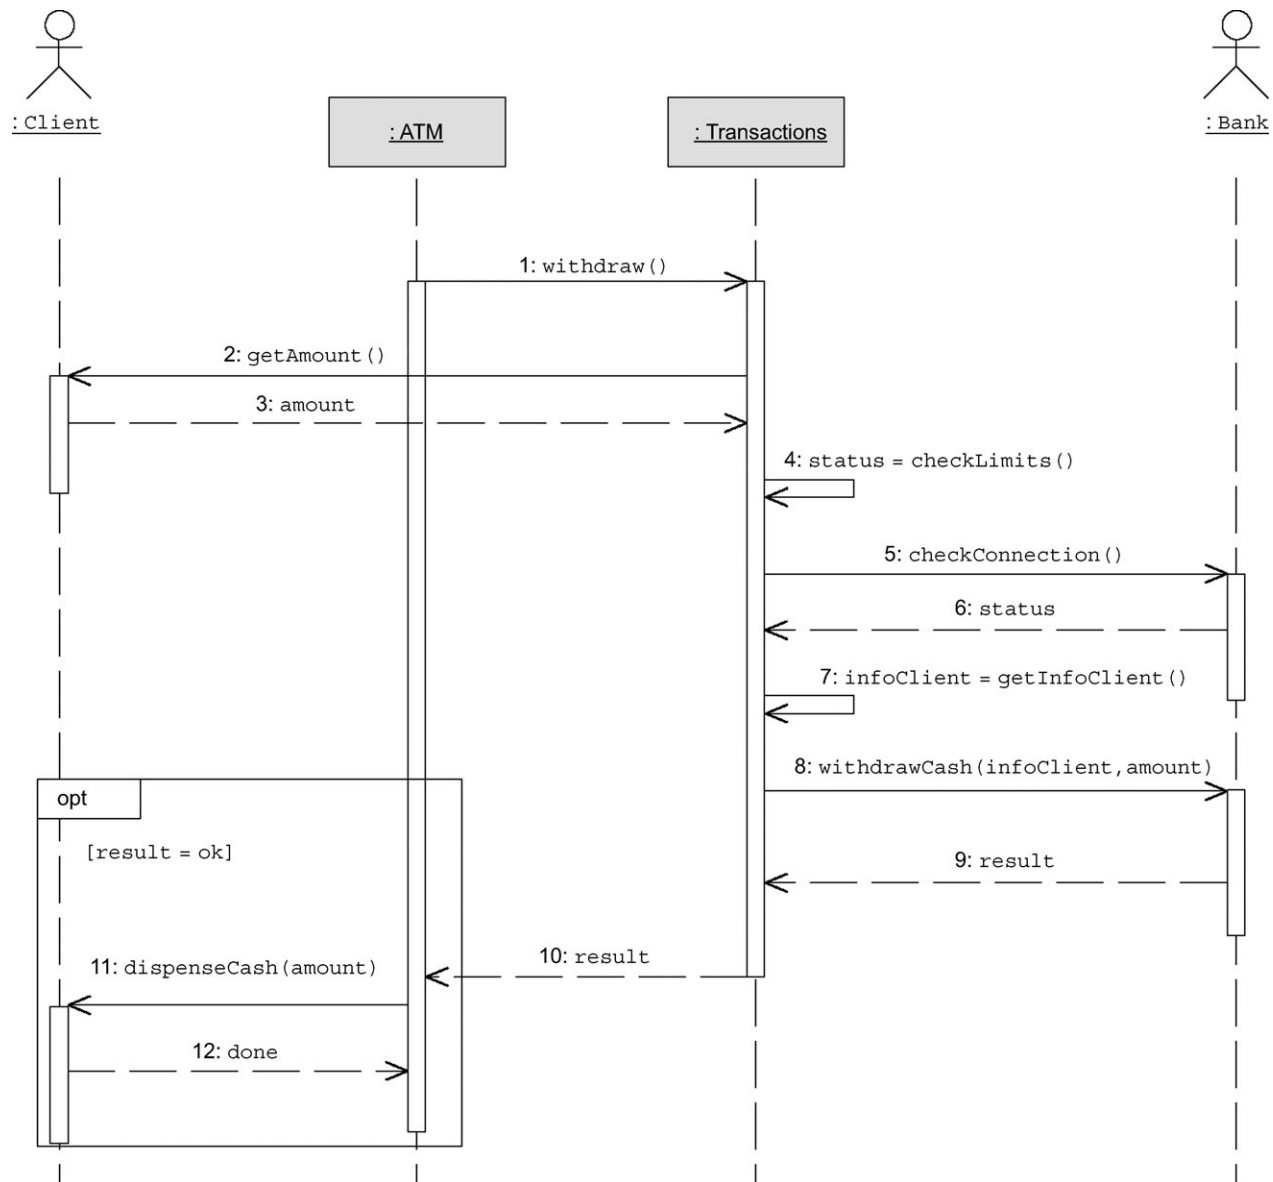 : Client
: ATM
: Transactions
: Bank
1: withdraw()
2: getAmount()
3: amount
4: status = checkLimits()
5: checkConnection()
6: status
7: infoClient = getInfoClient()
8: withdrawCash(infoClient,amount)
opt
[result = ok]
9: result
10: result
11: dispenseCash(amount)
12: done